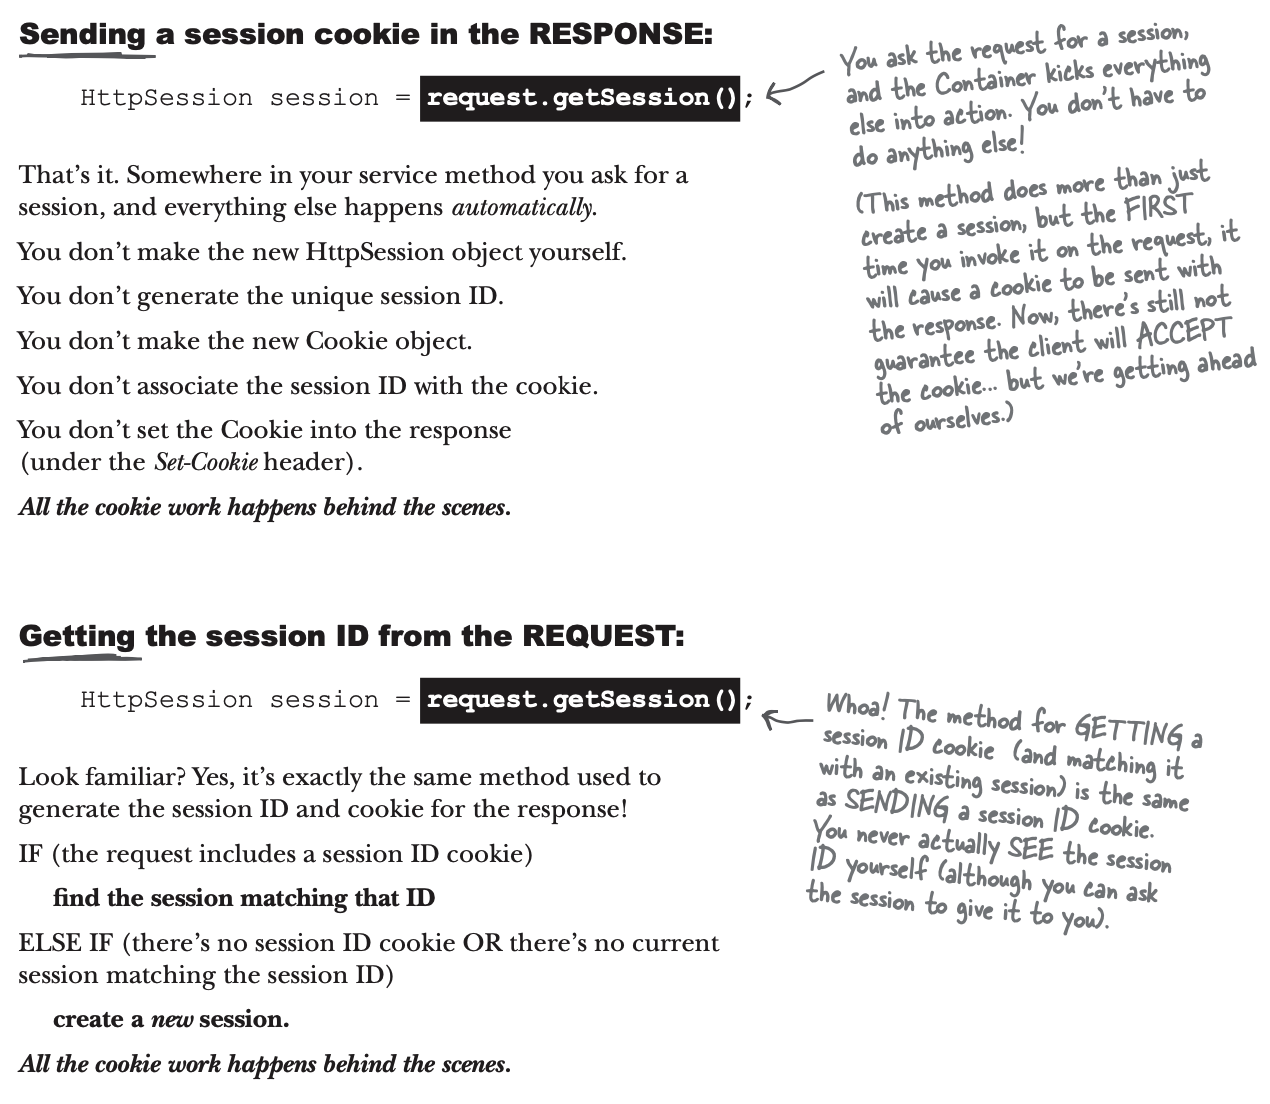 Sending a session cookie in the RESPONSE:
HttpSession session = request.getSession();
You ask the request for a session,
and the Container kicks everything
else into action. You don't have to
do anything else!
(This method does more than just
create a session, but the FIRST
time you invoke it on the request, it
will cause a cookie to be sent with
the response. Now, there's still not
guarantee the client will ACCEPT
the cookie... but we're getting ahead
of ourselves.)
That's it. Somewhere in your service method you ask for a
session, and everything else happens automatically.
You don't make the new HttpSession object yourself.
You don't generate the unique session ID.
You don't make the new Cookie object.
You don't associate the session ID with the cookie.
You don't set the Cookie into the response
(under the Set-Cookie header).
All the cookie work happens behind the scenes.
Getting the session ID from the REQUEST:
HttpSession session = request.getSession();
Whoa! The method for GETTING a
session ID cookie (and matching it
with an existing session) is the same
as SENDING a session ID cookie.
You never actually SEE the session
ID yourself (although you can ask
the session to give it to you).
Look familiar? Yes, it's exactly the same method used to
generate the session ID and cookie for the response!
IF (the request includes a session ID cookie)
find the session matching that ID
ELSE IF (there's no session ID cookie OR there's no current
session matching the session ID)
create a new session.
All the cookie work happens behind the scenes.